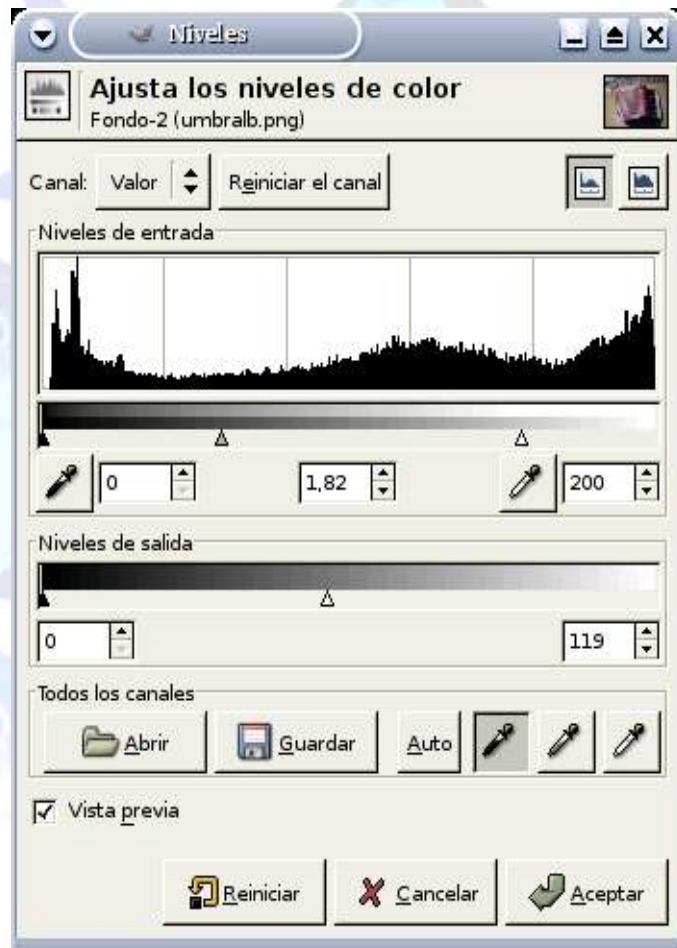 Niveles
Ajusta los niveles de color
Fondo-2 (umbralb.png)
Canal: Valor Reiniciar el canal
Niveles de entrada
0 1,82 200
Niveles de salida
0 119
Todos los canales
Abrir Guardar Auto
Vista previa
Reiniciar Cancelar Aceptar